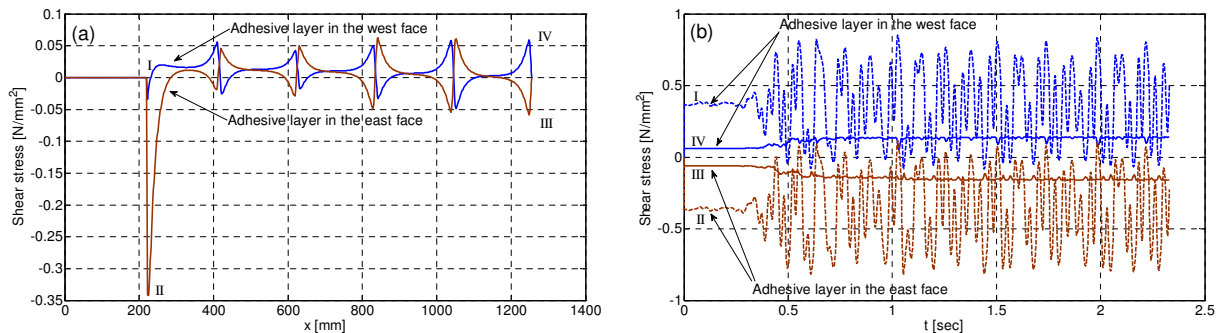 (a)
Adhesive layer in the west face
IV
I
Adhesive layer in the east face
III
II
0.1
0.05
0
-0.05
-0.1
-0.15
-0.2
-0.25
-0.3
-0.35
Shear stress [N/mm²]
0 200 400 600 800 1000 1200 1400
x [mm]
(b)
Adhesive layer in the west face
I
IV
III
II
Adhesive layer in the east face
1
0.5
0
-0.5
-1
Shear stress [N/mm²]
0 0.5 1 1.5 2 2.5
t [sec]